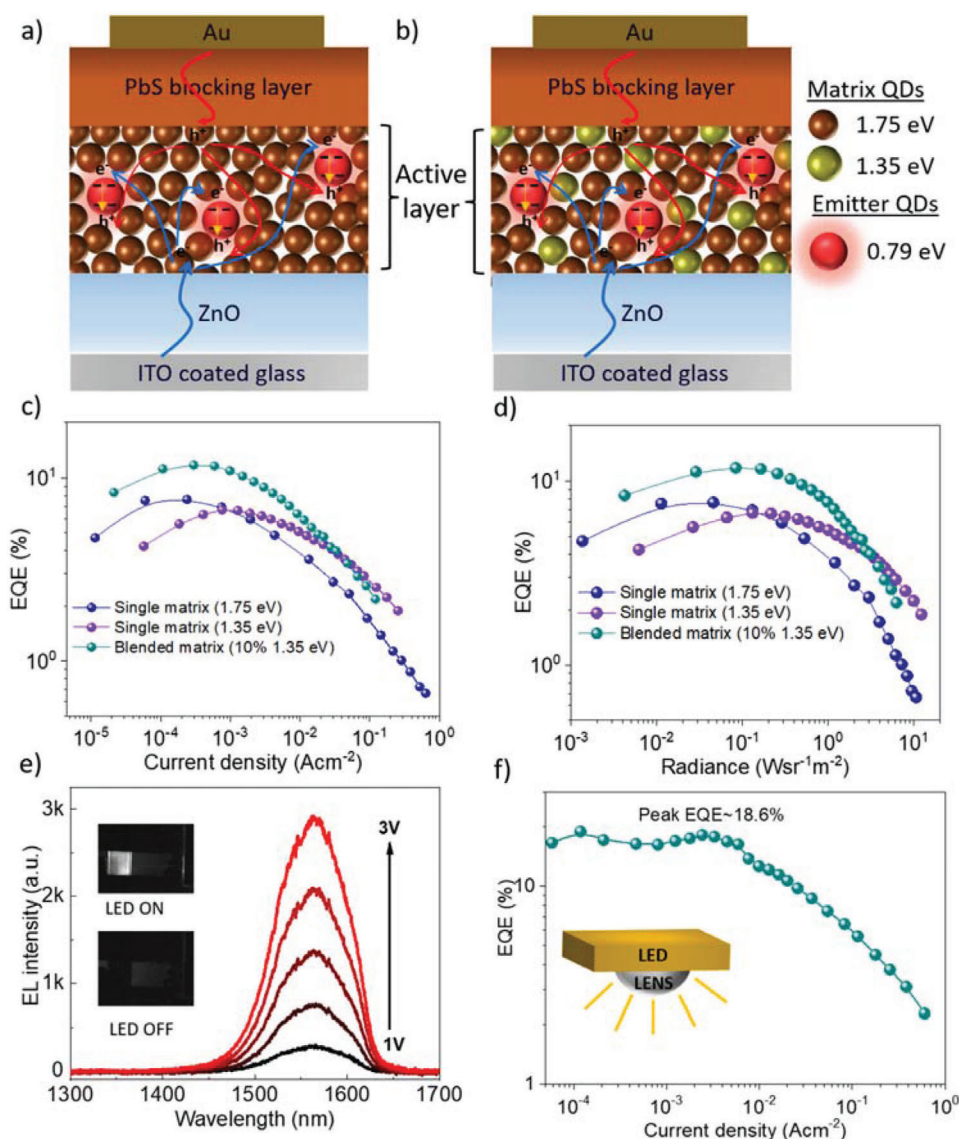 a)
Au
PbS blocking layer
h⁺
e⁻
e⁻
e⁻
h⁺
h⁺
h⁺
e⁻
ZnO
ITO coated glass
Active
layer
b)
Au
PbS blocking layer
h⁺
e⁻
e⁻
e⁻
h⁺
h⁺
h⁺
e⁻
ZnO
ITO coated glass
Matrix QDs
1.75 eV
1.35 eV
Emitter QDs
0.79 eV
c)
EQE (%)
10¹
10⁰
Single matrix (1.75 eV)
Single matrix (1.35 eV)
Blended matrix (10% 1.35 eV)
10⁻⁵ 10⁻⁴ 10⁻³ 10⁻² 10⁻¹ 10⁰
Current density (Acm⁻²)
d)
EQE (%)
10¹
10⁰
Single matrix (1.75 eV)
Single matrix (1.35 eV)
Blended matrix (10% 1.35 eV)
10⁻³ 10⁻² 10⁻¹ 10⁰ 10¹
Radiance (Wsr⁻¹m⁻²)
e)
EL intensity (a.u.)
3k
2k
1k
0
LED ON
LED OFF
3V
1V
1300 1400 1500 1600 1700
Wavelength (nm)
f)
Peak EQE~18.6%
EQE (%)
10
1
LED
LENS
10⁻⁴ 10⁻³ 10⁻² 10⁻¹ 10⁰
Current density (Acm⁻²)